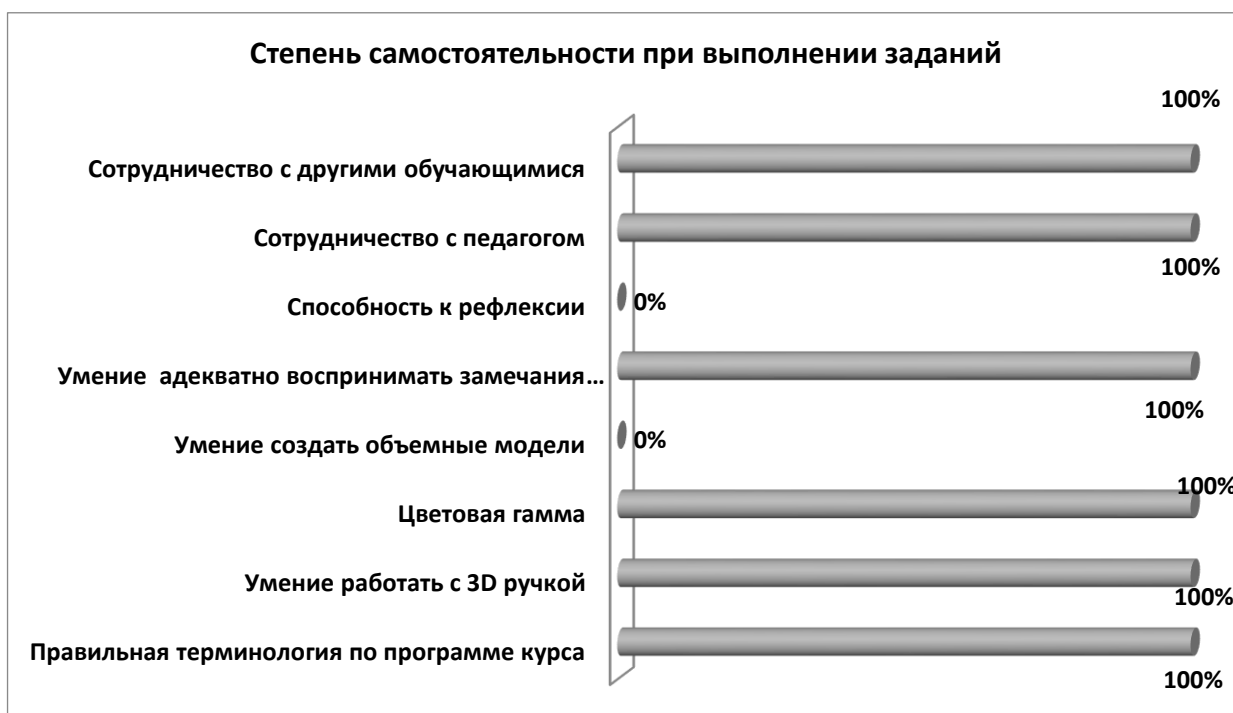 Степень самостоятельности при выполнении заданий
100%
Сотрудничество с другими обучающимися
Сотрудничество с педагогом
100%
Способность к рефлексии
0%
Умение адекватно воспринимать замечания...
100%
Умение создать объемные модели
0%
100%
Цветовая гамма
Умение работать с 3D ручкой
100%
Правильная терминология по программе курса
100%